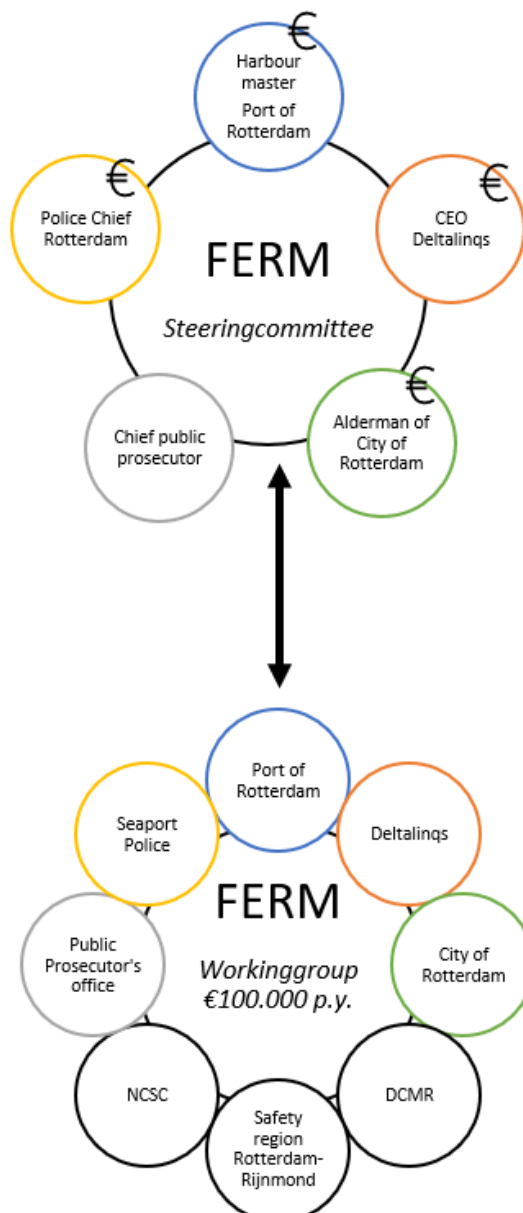 €
Harbour
master
Port of
Rotterdam
€
Police Chief
Rotterdam
€
CEO
Deltalinqs
FERM
Steeringcommittee
€
Chief public
prosecutor
Alderman of
City of
Rotterdam
Port of
Rotterdam
Seaport
Police
Deltalinqs
FERM
Public
Prosecutor's
office
Workinggroup
€100.000 p.y.
City of
Rotterdam
NCSC
DCMR
Safety
region
Rotterdam-
Rijnmond